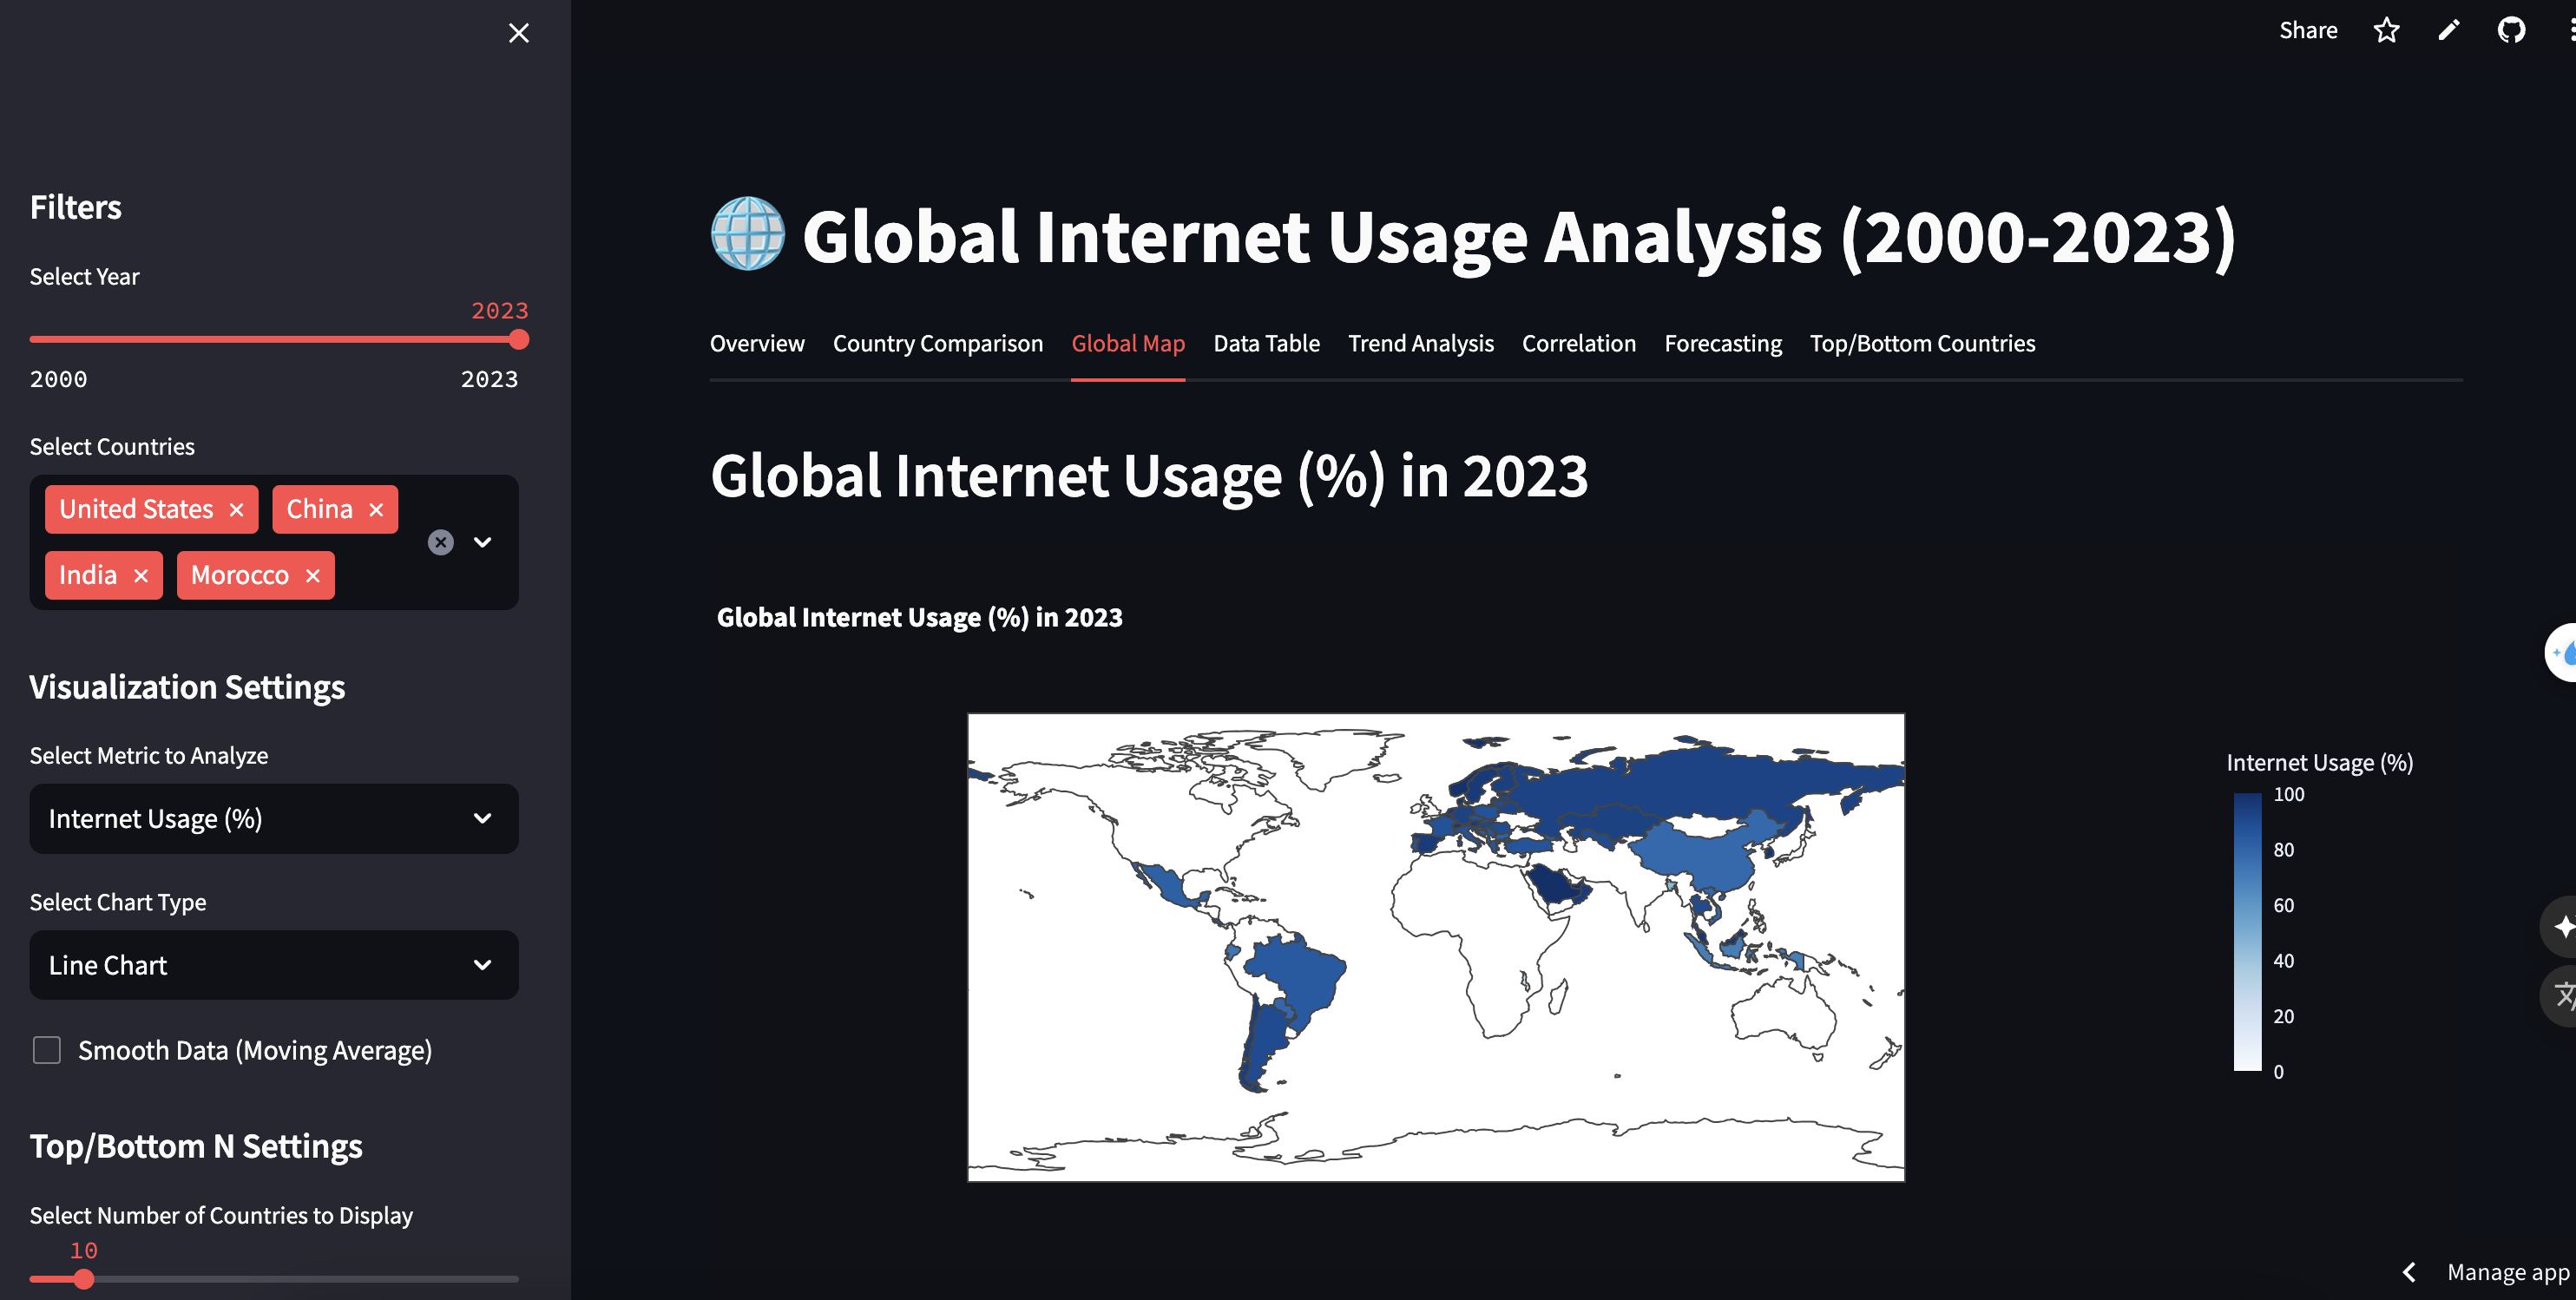 Share
Filters
Select Year
2023
2000 2023
Select Countries
United States China
India Morocco
Visualization Settings
Select Metric to Analyze
Internet Usage (%)
Select Chart Type
Line Chart
Smooth Data (Moving Average)
Top/Bottom N Settings
Select Number of Countries to Display
10
Global Internet Usage Analysis (2000-2023)
Overview Country Comparison Global Map Data Table Trend Analysis Correlation Forecasting Top/Bottom Countries
Global Internet Usage (%) in 2023
Global Internet Usage (%) in 2023
Internet Usage (%)
100
80
60
40
20
0
Manage app